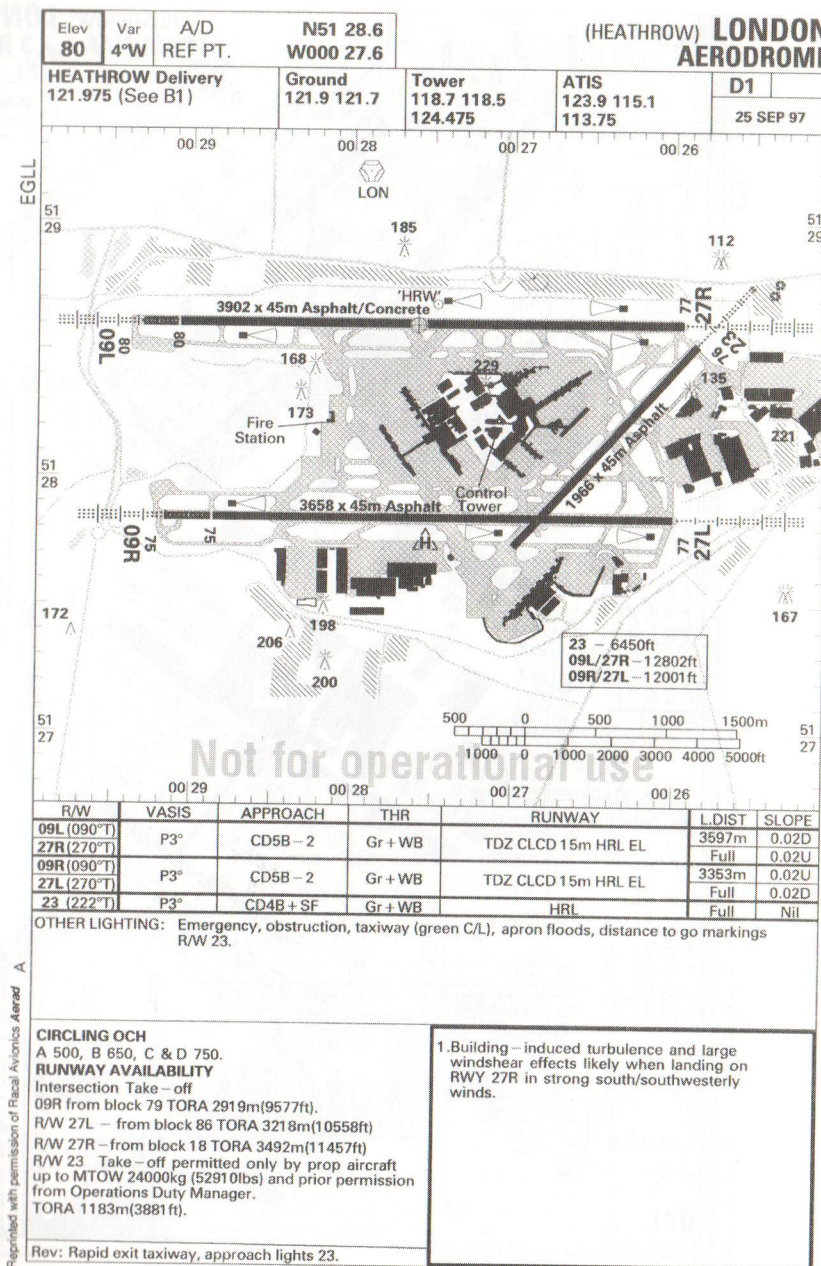 Elev 80
Var 4°W
A/D REF PT.
N51 28.6
W000 27.6
(HEATHROW) LONDON
AERODROME
HEATHROW Delivery
121.975 (See B1)
Ground
121.9 121.7
Tower
118.7 118.5
124.475
ATIS
123.9 115.1
113.75
D1
25 SEP 97
EGLL
00 29 00 28 00 27 00 26
LON
51
29
51
29
185
112
'HRW'
3902 x 45m Asphalt/Concrete
77
27R
09L
80
80
23
76
168
229
173
135
Fire
Station
221
1966 x 45m Asphalt
51
28
Control
Tower
3658 x 45m Asphalt
09R
75
75
H
77
27L
172
198
167
206
200
23 – 6450ft
09L/27R – 12802ft
09R/27L – 12001ft
500 0 500 1000 1500m
1000 0 1000 2000 3000 4000 5000ft
51
27
51
27
Not for operational use
00 29 00 28 00 27 00 26
R/W VASIS APPROACH THR RUNWAY L.DIST SLOPE
09L (090°T) P3° CD5B – 2 Gr + WB TDZ CLCD 15m HRL EL 3597m 0.02D
27R (270°T) Full 0.02U
09R (090°T) P3° CD5B – 2 Gr + WB TDZ CLCD 15m HRL EL 3353m 0.02U
27L (270°T) Full 0.02D
23 (222°T) P3° CD4B + SF Gr + WB HRL Full Nil
OTHER LIGHTING: Emergency, obstruction, taxiway (green C/L), apron floods, distance to go markings
R/W 23.
CIRCLING OCH
A 500, B 650, C & D 750.
RUNWAY AVAILABILITY
Intersection Take – off
09R from block 79 TORA 2919m(9577ft).
R/W 27L – from block 86 TORA 3218m(10558ft)
R/W 27R – from block 18 TORA 3492m(11457ft)
R/W 23 Take – off permitted only by prop aircraft
up to MTOW 24000kg (52910lbs) and prior permission
from Operations Duty Manager.
TORA 1183m(3881ft).
Rev: Rapid exit taxiway, approach lights 23.
1.Building – induced turbulence and large
windshear effects likely when landing on
RWY 27R in strong south/southwesterly
winds.
Reprinted with permission of Racal Avionics Aerad A